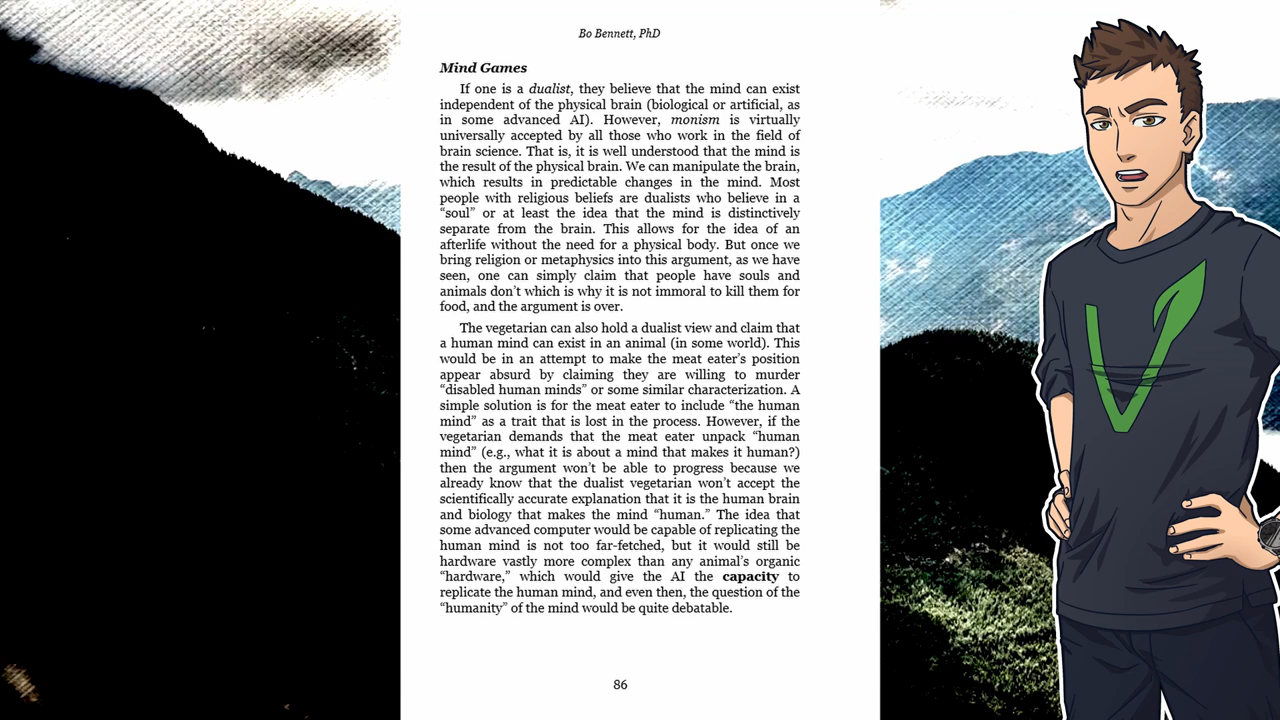 Bo Bennett, PhD
Mind Games
If one is a dualist, they believe that the mind can exist
independent of the physical brain (biological or artificial, as
in some advanced AI). However, monism is virtually
universally accepted by all those who work in the field of
brain science. That is, it is well understood that the mind is
the result of the physical brain. We can manipulate the brain,
which results in predictable changes in the mind. Most
people with religious beliefs are dualists who believe in a
“soul” or at least the idea that the mind is distinctively
separate from the brain. This allows for the idea of an
afterlife without the need for a physical body. But once we
bring religion or metaphysics into this argument, as we have
seen, one can simply claim that people have souls and
animals don’t which is why it is not immoral to kill them for
food, and the argument is over.
The vegetarian can also hold a dualist view and claim that
a human mind can exist in an animal (in some world). This
would be in an attempt to make the meat eater’s position
appear absurd by claiming they are willing to murder
“disabled human minds” or some similar characterization. A
simple solution is for the meat eater to include “the human
mind” as a trait that is lost in the process. However, if the
vegetarian demands that the meat eater unpack “human
mind” (e.g., what it is about a mind that makes it human?)
then the argument won’t be able to progress because we
already know that the dualist vegetarian won’t accept the
scientifically accurate explanation that it is the human brain
and biology that makes the mind “human.” The idea that
some advanced computer would be capable of replicating the
human mind is not too far-fetched, but it would still be
hardware vastly more complex than any animal’s organic
“hardware,” which would give the AI the capacity to
replicate the human mind, and even then, the question of the
“humanity” of the mind would be quite debatable.
86
V